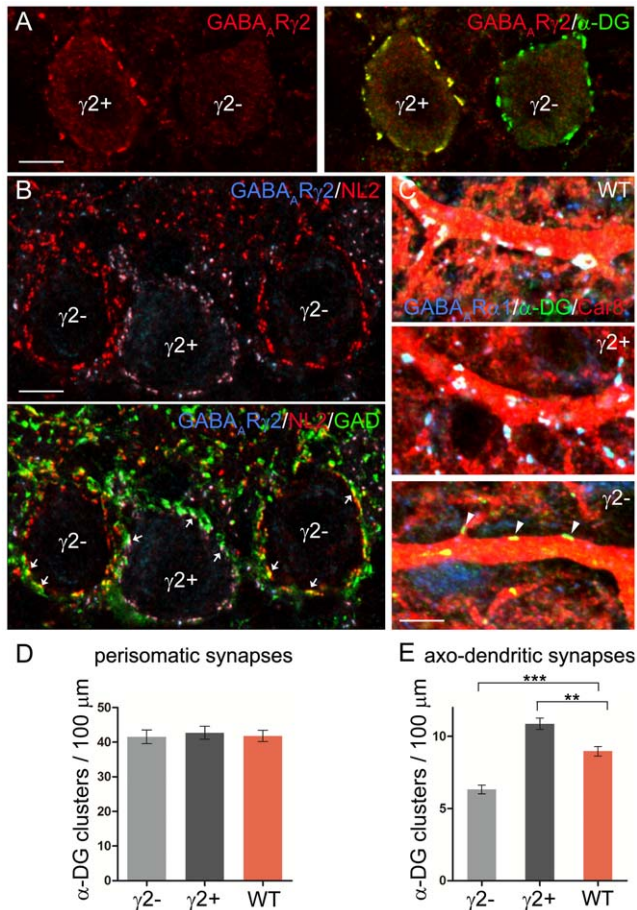 A
GABAARγ2
GABAARγ2/α-DG
γ2+
γ2-
γ2+
γ2-
B
GABAARγ2/NL2
γ2-
γ2+
γ2-
GABAARγ2/NL2/GAD
γ2-
γ2+
γ2-
C
WT
GABAARα1/α-DG/Car8
γ2+
γ2-
D
perisomatic synapses
α-DG clusters / 100 μm
50
40
30
20
10
0
γ2-
γ2+
WT
E
axo-dendritic synapses
***
**
α-DG clusters / 100 μm
10
5
0
γ2-
γ2+
WT